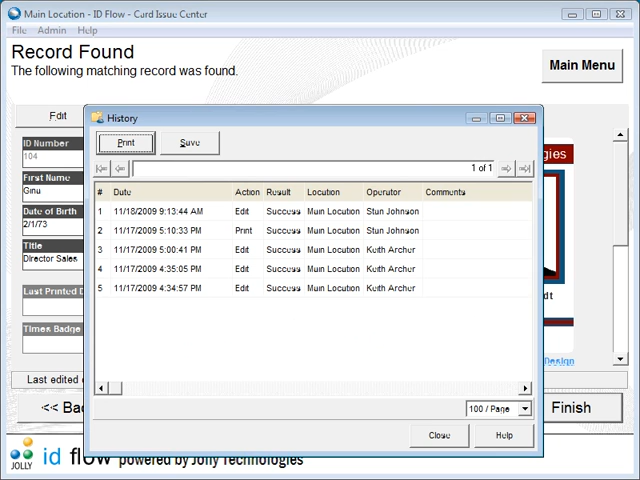 Main Location - ID Flow - Card Issue Center
File Admin Help
Record Found
The following matching record was found.
Main Menu
Edit
ID Number
104
First Name
Ginu
Date of Birth
2/1/73
Title
Director Sales
Last Printed D
Times Badge
Last edited
<< Bac
Finish
gies
dt
Design
History
Print Save
1 of 1
# Date Action Result Location Operator Comments
1 11/18/2009 9:13:44 AM Edit Success Main Location Stan Johnson
2 11/17/2009 5:10:33 PM Print Success Main Location Stan Johnson
3 11/17/2009 5:00:41 PM Edit Success Main Location Keith Archer
4 11/17/2009 4:35:05 PM Edit Success Main Location Keith Archer
5 11/17/2009 4:34:57 PM Edit Success Main Location Keith Archer
100 / Page
Close Help
JOLLY id flow powered by Jolly Technologies